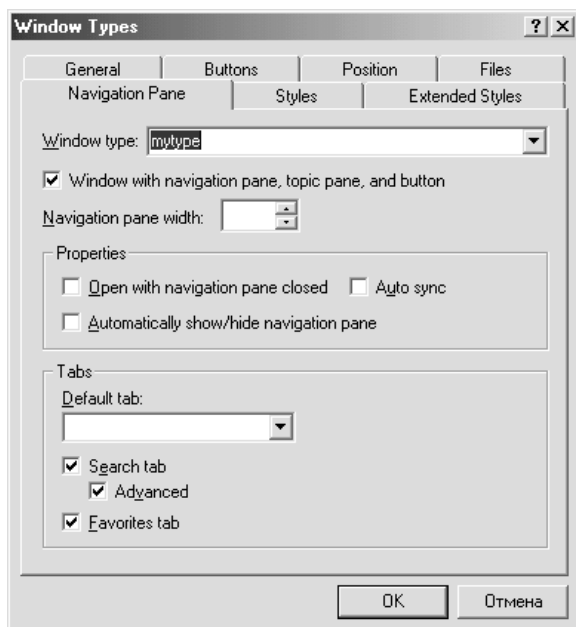 Window Types
General Buttons Position Files
Navigation Pane Styles Extended Styles
Window type: mytype
Window with navigation pane, topic pane, and button
Navigation pane width:
Properties
Open with navigation pane closed Auto sync
Automatically show/hide navigation pane
Tabs
Default tab:
Search tab
Advanced
Favorites tab
OK Отмена